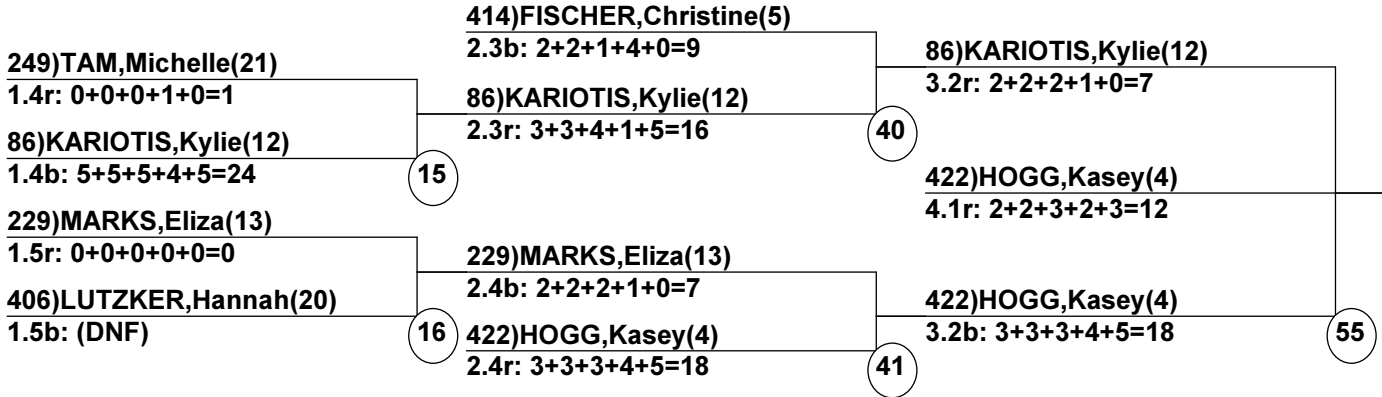 249)TAM,Michelle(21)
1.4r: 0+0+0+1+0=1
86)KARIOTIS,Kylie(12)
1.4b: 5+5+5+4+5=24
15
229)MARKS,Eliza(13)
1.5r: 0+0+0+0+0=0
406)LUTZKER,Hannah(20)
1.5b: (DNF)
16
414)FISCHER,Christine(5)
2.3b: 2+2+1+4+0=9
86)KARIOTIS,Kylie(12)
2.3r: 3+3+4+1+5=16
40
229)MARKS,Eliza(13)
2.4b: 2+2+2+1+0=7
422)HOGG,Kasey(4)
2.4r: 3+3+3+4+5=18
41
86)KARIOTIS,Kylie(12)
3.2r: 2+2+2+1+0=7
422)HOGG,Kasey(4)
4.1r: 2+2+3+2+3=12
422)HOGG,Kasey(4)
3.2b: 3+3+3+4+5=18
55